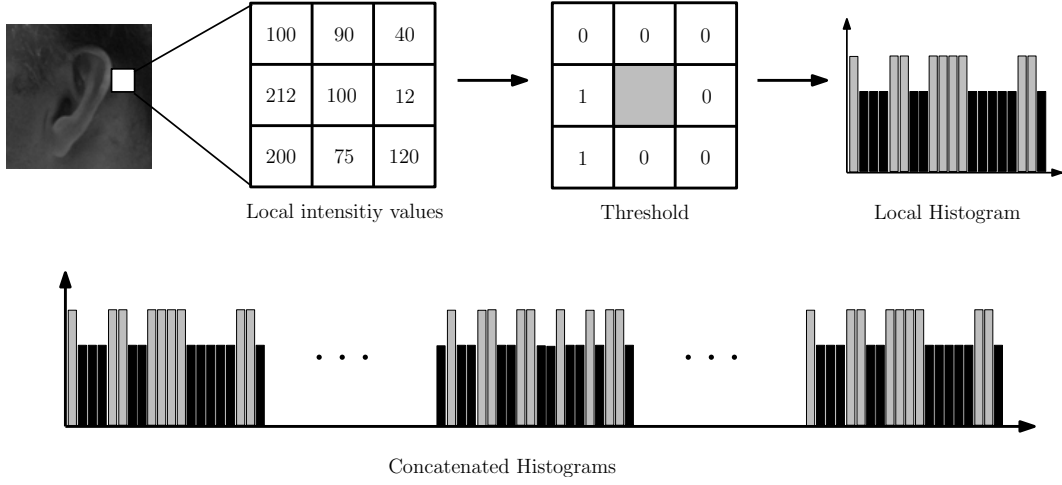 100 90 40
212 100 12
200 75 120
Local intensitiy values
0 0 0
1 0
1 0 0
Threshold
Local Histogram
Concatenated Histograms